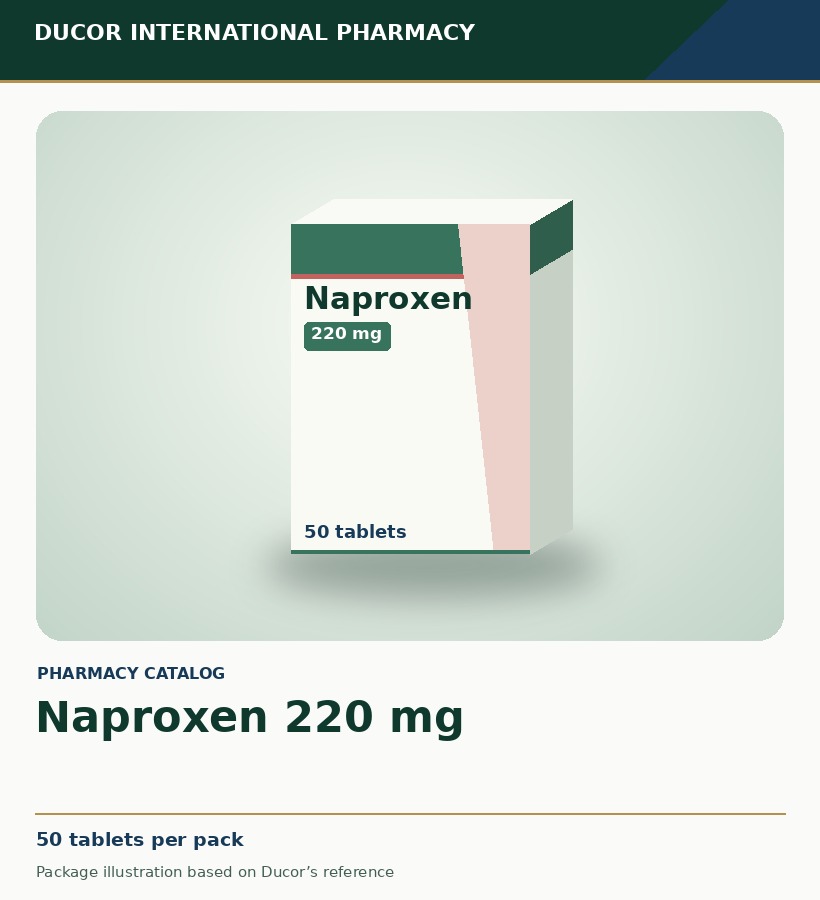 DUCOR INTERNATIONAL PHARMACY
Naproxen
220 mg
50 tablets
PHARMACY CATALOG
Naproxen 220 mg
50 tablets per pack
Package illustration based on Ducor’s reference